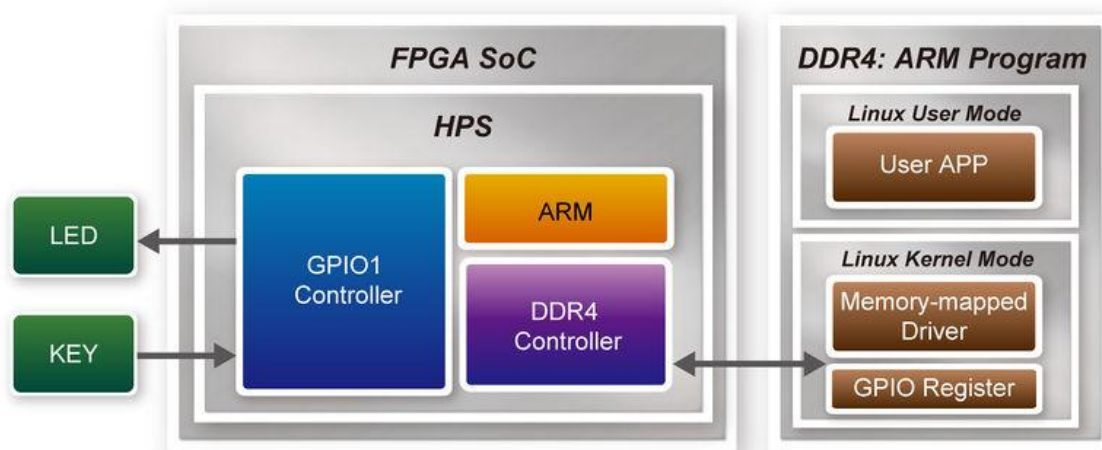 FPGA SoC
HPS
LED
KEY
GPIO1
Controller
ARM
DDR4
Controller
DDR4: ARM Program
Linux User Mode
User APP
Linux Kernel Mode
Memory-mapped
Driver
GPIO Register